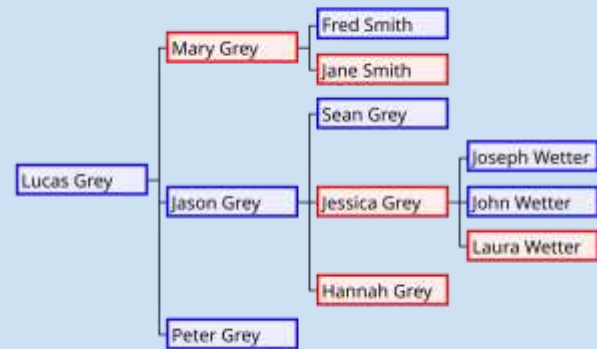 Lucas Grey
Mary Grey
Fred Smith
Jane Smith
Jason Grey
Sean Grey
Jessica Grey
Joseph Wetter
John Wetter
Laura Wetter
Hannah Grey
Peter Grey